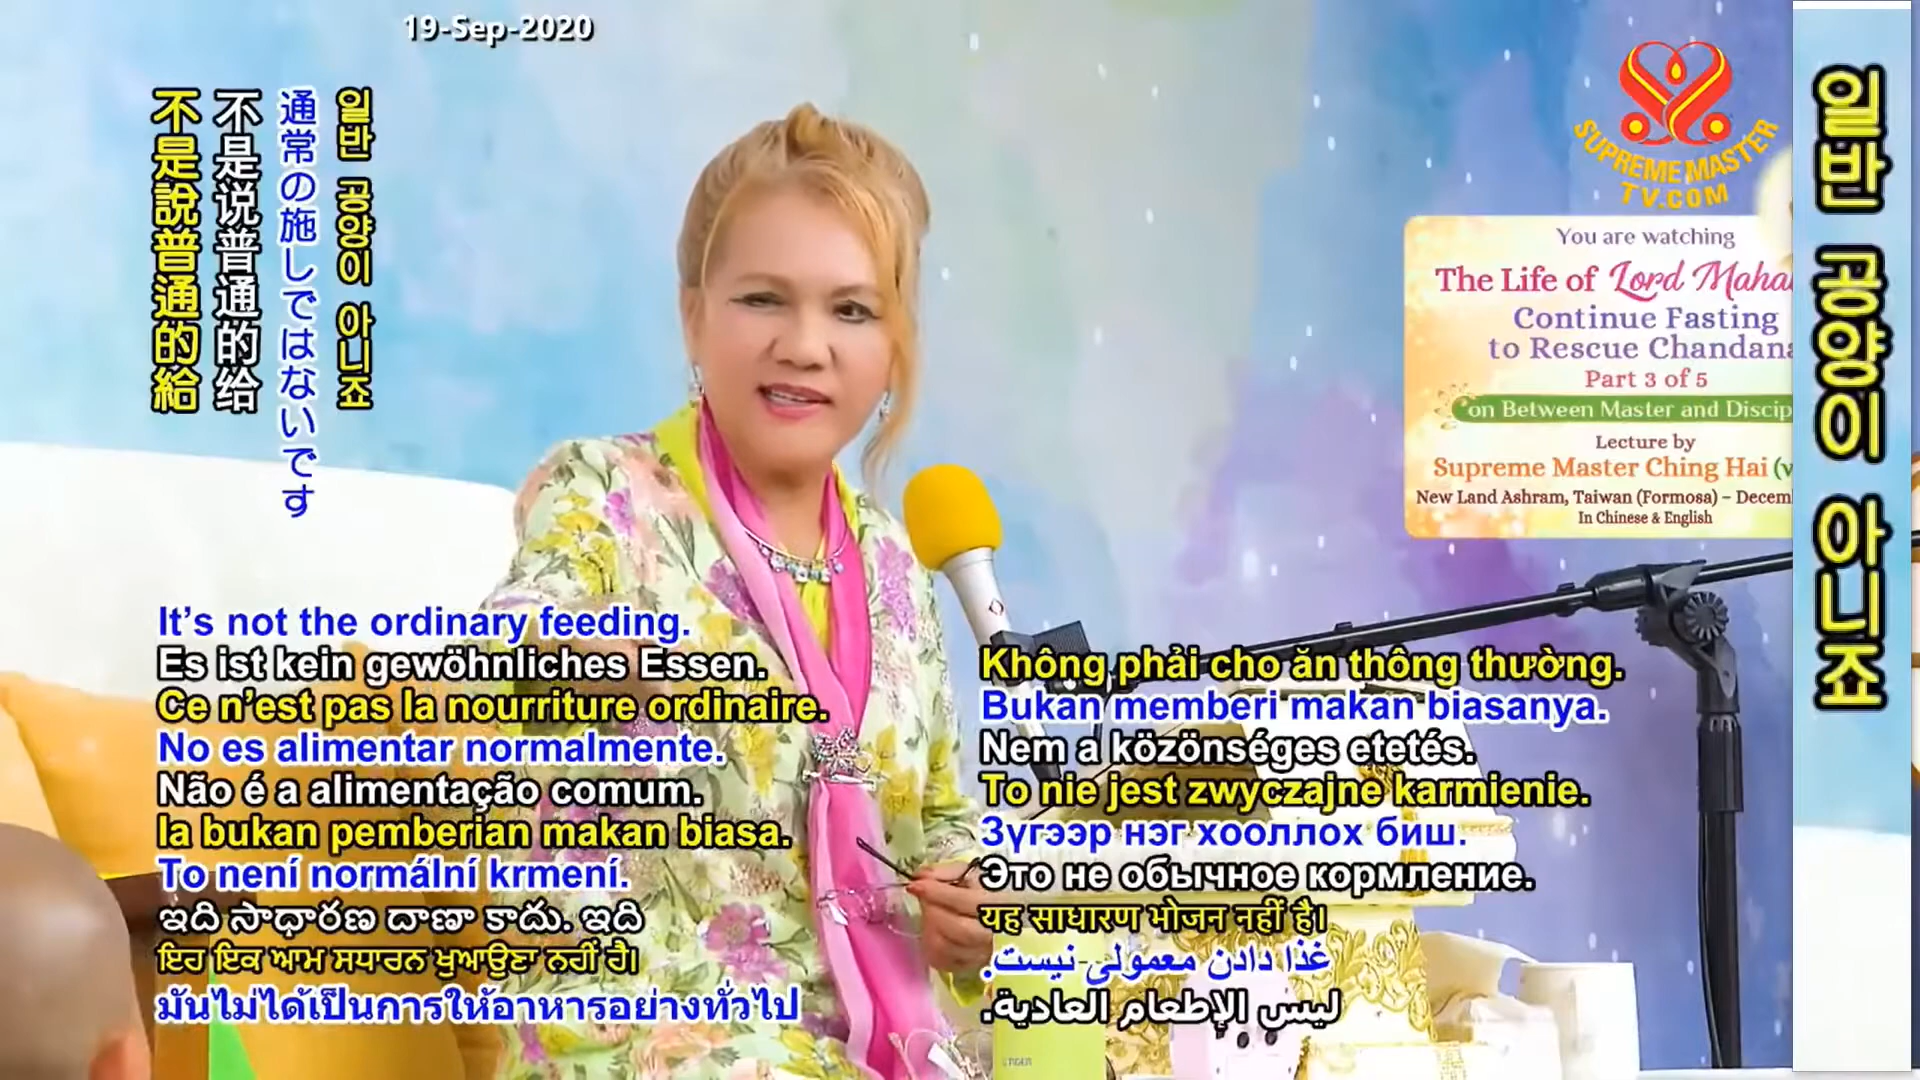 19-Sep-2020
일반 공양이 아니죠
通常の施しではないです
不是说普通的给
不是說普通的給
SUPREME MASTER
TV.COM
You are watching
The Life of Lord
Continue Fasting
to Rescue Chandana
Part 3 of 5
on Between Master and
Lecture by
Supreme Master Ching Hai
New Land Ashram, Taiwan (Formosa) –
In Chinese & English
일반 공양이 아니죠
It’s not the ordinary feeding.
Es ist kein gewöhnliches Essen.
Ce n’est pas la nourriture ordinaire.
No es alimentar normalmente.
Não é a alimentação comum.
Ia bukan pemberian makan biasa.
To není normální krmení.
ఇది సాధారణ దాణా కాదు. ఇది
ਇਹ ਇਕ ਆਮ ਸਧਾਰਨ ਖੁਆਉਣਾ ਨਹੀਂ ਹੈ।
มันไม่ได้เป็นการให้อาหารอย่างทั่วไป
Không phải cho ăn thông thường.
Bukan memberi makan biasanya.
Nem a közönséges etetés.
To nie jest zwyczajne karmienie.
Зүгээр нэг хооллох биш.
Это не обычное кормление.
यह साधारण भोजन नहीं है।
غذا دادن معمولی نیست.
ليس الإطعام العادية.